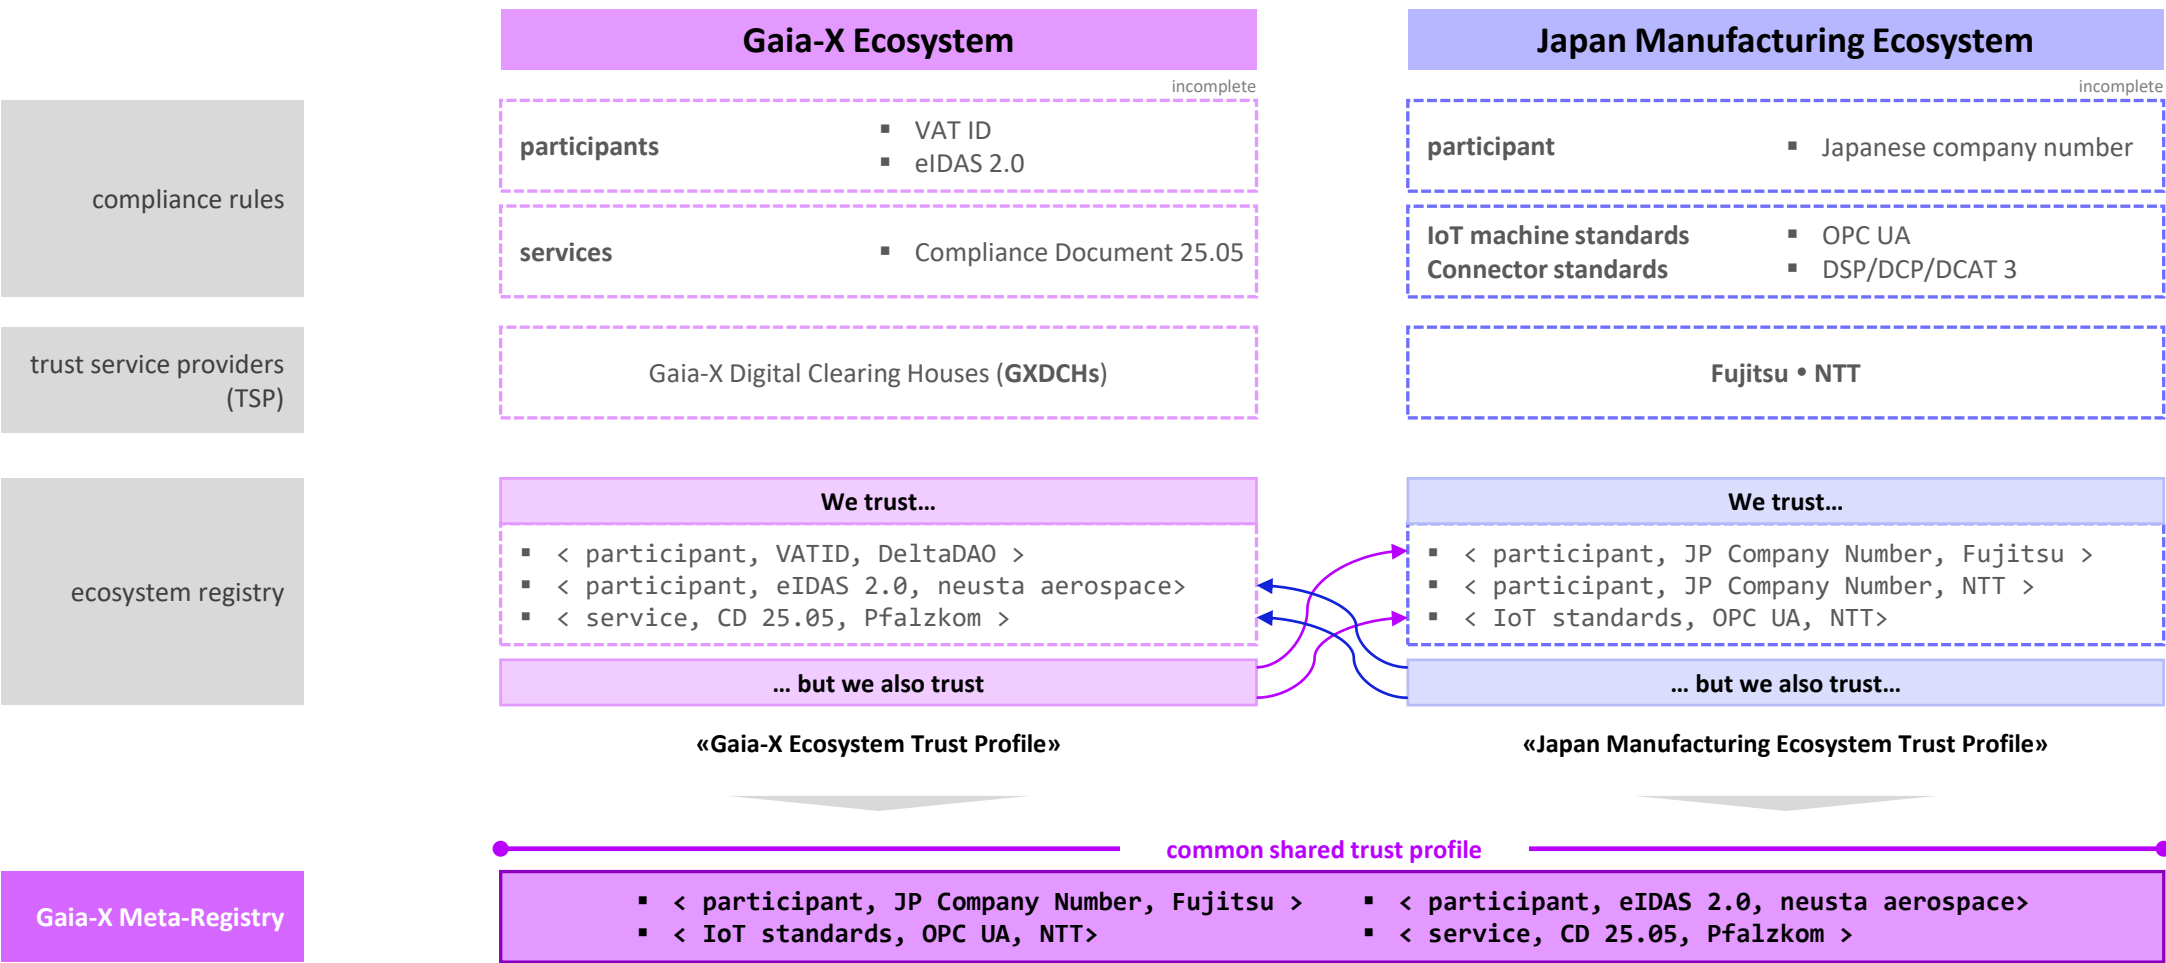 Gaia-X Ecosystem
Japan Manufacturing Ecosystem
incomplete
incomplete
compliance rules
participants
▪ VAT ID
▪ eIDAS 2.0
participant
▪ Japanese company number
services
▪ Compliance Document 25.05
IoT machine standards
▪ OPC UA
Connector standards
▪ DSP/DCP/DCAT 3
trust service providers
(TSP)
Gaia-X Digital Clearing Houses (GXDCHs)
Fujitsu • NTT
ecosystem registry
We trust…
▪ < participant, VATID, DeltaDAO >
▪ < participant, eIDAS 2.0, neusta aerospace>
▪ < service, CD 25.05, Pfalzkom >
… but we also trust
«Gaia-X Ecosystem Trust Profile»
We trust…
▪ < participant, JP Company Number, Fujitsu >
▪ < participant, JP Company Number, NTT >
▪ < IoT standards, OPC UA, NTT>
… but we also trust…
«Japan Manufacturing Ecosystem Trust Profile»
common shared trust profile
Gaia-X Meta-Registry
▪ < participant, JP Company Number, Fujitsu >
▪ < IoT standards, OPC UA, NTT>
▪ < participant, eIDAS 2.0, neusta aerospace>
▪ < service, CD 25.05, Pfalzkom >